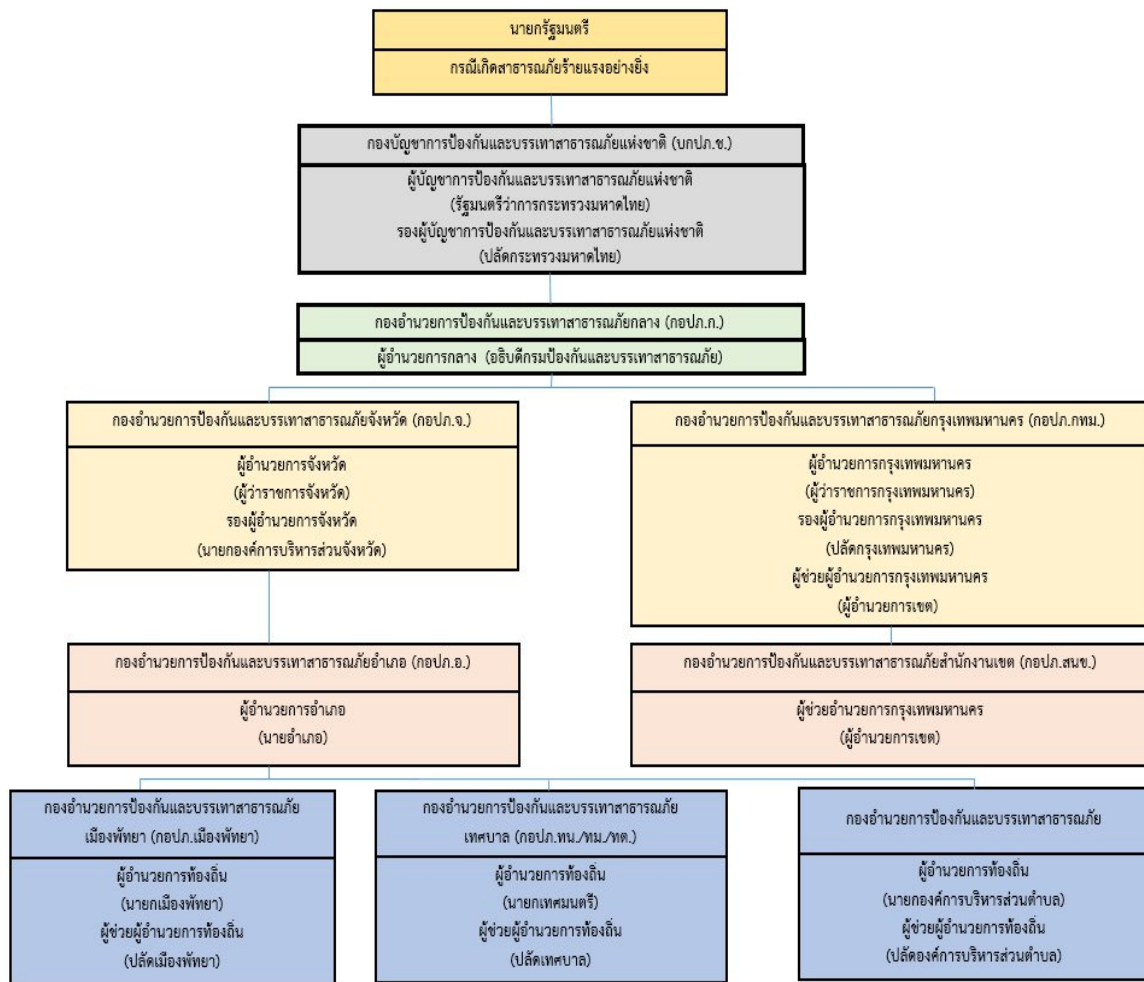 นายกรัฐมนตรี
กรณีเกิดสาธารณภัยร้ายแรงอย่างยิ่ง
กองบัญชาการป้องกันและบรรเทาสาธารณภัยแห่งชาติ (บกปภ.ช.)
ผู้บัญชาการป้องกันและบรรเทาสาธารณภัยแห่งชาติ
(รัฐมนตรีว่าการกระทรวงมหาดไทย)
รองผู้บัญชาการป้องกันและบรรเทาสาธารณภัยแห่งชาติ
(ปลัดกระทรวงมหาดไทย)
กองอำนวยการป้องกันและบรรเทาสาธารณภัยกลาง (กอปภ.ก.)
ผู้อำนวยการกลาง (อธิบดีกรมป้องกันและบรรเทาสาธารณภัย)
กองอำนวยการป้องกันและบรรเทาสาธารณภัยจังหวัด (กอปภ.จ.)
ผู้อำนวยการจังหวัด
(ผู้ว่าราชการจังหวัด)
รองผู้อำนวยการจังหวัด
(นายกองค์การบริหารส่วนจังหวัด)
กองอำนวยการป้องกันและบรรเทาสาธารณภัยกรุงเทพมหานคร (กอปภ.กทม.)
ผู้อำนวยการกรุงเทพมหานคร
(ผู้ว่าราชการกรุงเทพมหานคร)
รองผู้อำนวยการกรุงเทพมหานคร
(ปลัดกรุงเทพมหานคร)
ผู้ช่วยผู้อำนวยการกรุงเทพมหานคร
(ผู้อำนวยการเขต)
กองอำนวยการป้องกันและบรรเทาสาธารณภัยอำเภอ (กอปภ.อ.)
ผู้อำนวยการอำเภอ
(นายอำเภอ)
กองอำนวยการป้องกันและบรรเทาสาธารณภัยสำนักงานเขต (กอปภ.สนข.)
ผู้ช่วยอำนวยการกรุงเทพมหานคร
(ผู้อำนวยการเขต)
กองอำนวยการป้องกันและบรรเทาสาธารณภัย
เมืองพัทยา (กอปภ.เมืองพัทยา)
ผู้อำนวยการท้องถิ่น
(นายกเมืองพัทยา)
ผู้ช่วยผู้อำนวยการท้องถิ่น
(ปลัดเมืองพัทยา)
กองอำนวยการป้องกันและบรรเทาสาธารณภัย
เทศบาล (กอปภ.ทน./ทม./ทต.)
ผู้อำนวยการท้องถิ่น
(นายกเทศมนตรี)
ผู้ช่วยผู้อำนวยการท้องถิ่น
(ปลัดเทศบาล)
กองอำนวยการป้องกันและบรรเทาสาธารณภัย
ผู้อำนวยการท้องถิ่น
(นายกองค์การบริหารส่วนตำบล)
ผู้ช่วยผู้อำนวยการท้องถิ่น
(ปลัดองค์การบริหารส่วนตำบล)